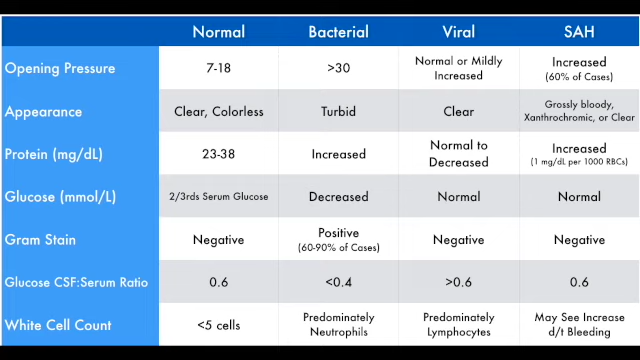 Normal Bacterial Viral SAH
Opening Pressure 7-18 >30 Normal or Mildly Increased Increased (60% of Cases)
Appearance Clear, Colorless Turbid Clear Grossly bloody, Xanthrochromic, or Clear
Protein (mg/dL) 23-38 Increased Normal to Decreased Increased (1 mg/dL per 1000 RBCs)
Glucose (mmol/L) 2/3rds Serum Glucose Decreased Normal Normal
Gram Stain Negative Positive (60-90% of Cases) Negative Negative
Glucose CSF:Serum Ratio 0.6 <0.4 >0.6 0.6
White Cell Count <5 cells Predominately Neutrophils Predominately Lymphocytes May See Increase d/t Bleeding